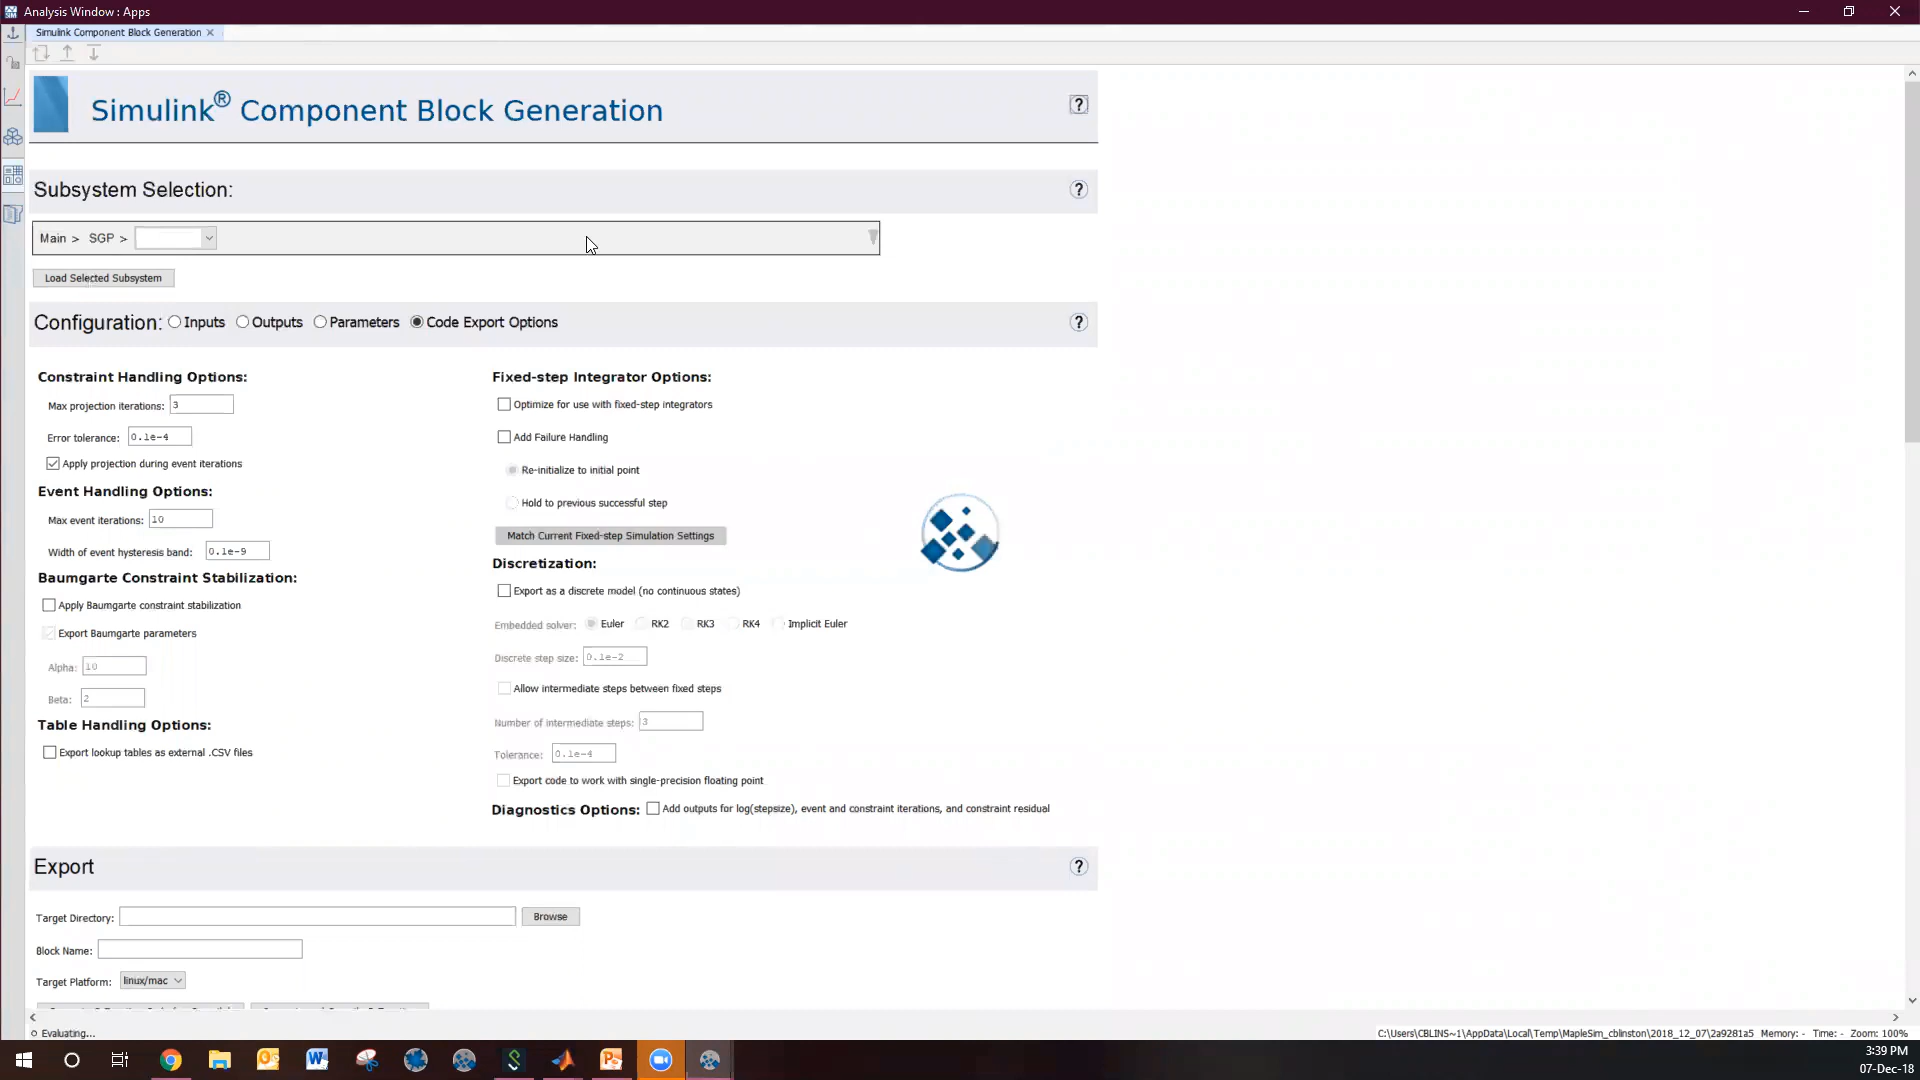 Analysis Window : Apps
Simulink Component Block Generation
Simulink® Component Block Generation
?
Subsystem Selection:
?
Main > SGP >
Load Selected Subsystem
Configuration: Inputs Outputs Parameters Code Export Options
?
Constraint Handling Options:
Max projection iterations: 3
Error tolerance: 0.1e-4
Apply projection during event iterations
Event Handling Options:
Max event iterations: 10
Width of event hysteresis band: 0.1e-9
Baumgarte Constraint Stabilization:
Apply Baumgarte constraint stabilization
Export Baumgarte parameters
Alpha: 10
Beta: 2
Table Handling Options:
Export lookup tables as external .CSV files
Fixed-step Integrator Options:
Optimize for use with fixed-step integrators
Add Failure Handling
Re-initialize to initial point
Hold to previous successful step
Match Current Fixed-step Simulation Settings
Discretization:
Export as a discrete model (no continuous states)
Embedded solver: Euler RK2 RK3 RK4 Implicit Euler
Discrete step size: 0.1e-2
Allow intermediate steps between fixed steps
Number of intermediate steps: 3
Tolerance: 0.1e-4
Export code to work with single-precision floating point
Diagnostics Options: Add outputs for log(stepsize), event and constraint iterations, and constraint residual
Export
?
Target Directory:
Browse
Block Name:
Target Platform: linux/mac
Evaluating...
C:\Users\CBLINS~1\AppData\Local\Temp\MapleSim_cblinston\2018_12_07\2a9281a5 Memory: - Time: - Zoom: 100%
3:39 PM
07-Dec-18